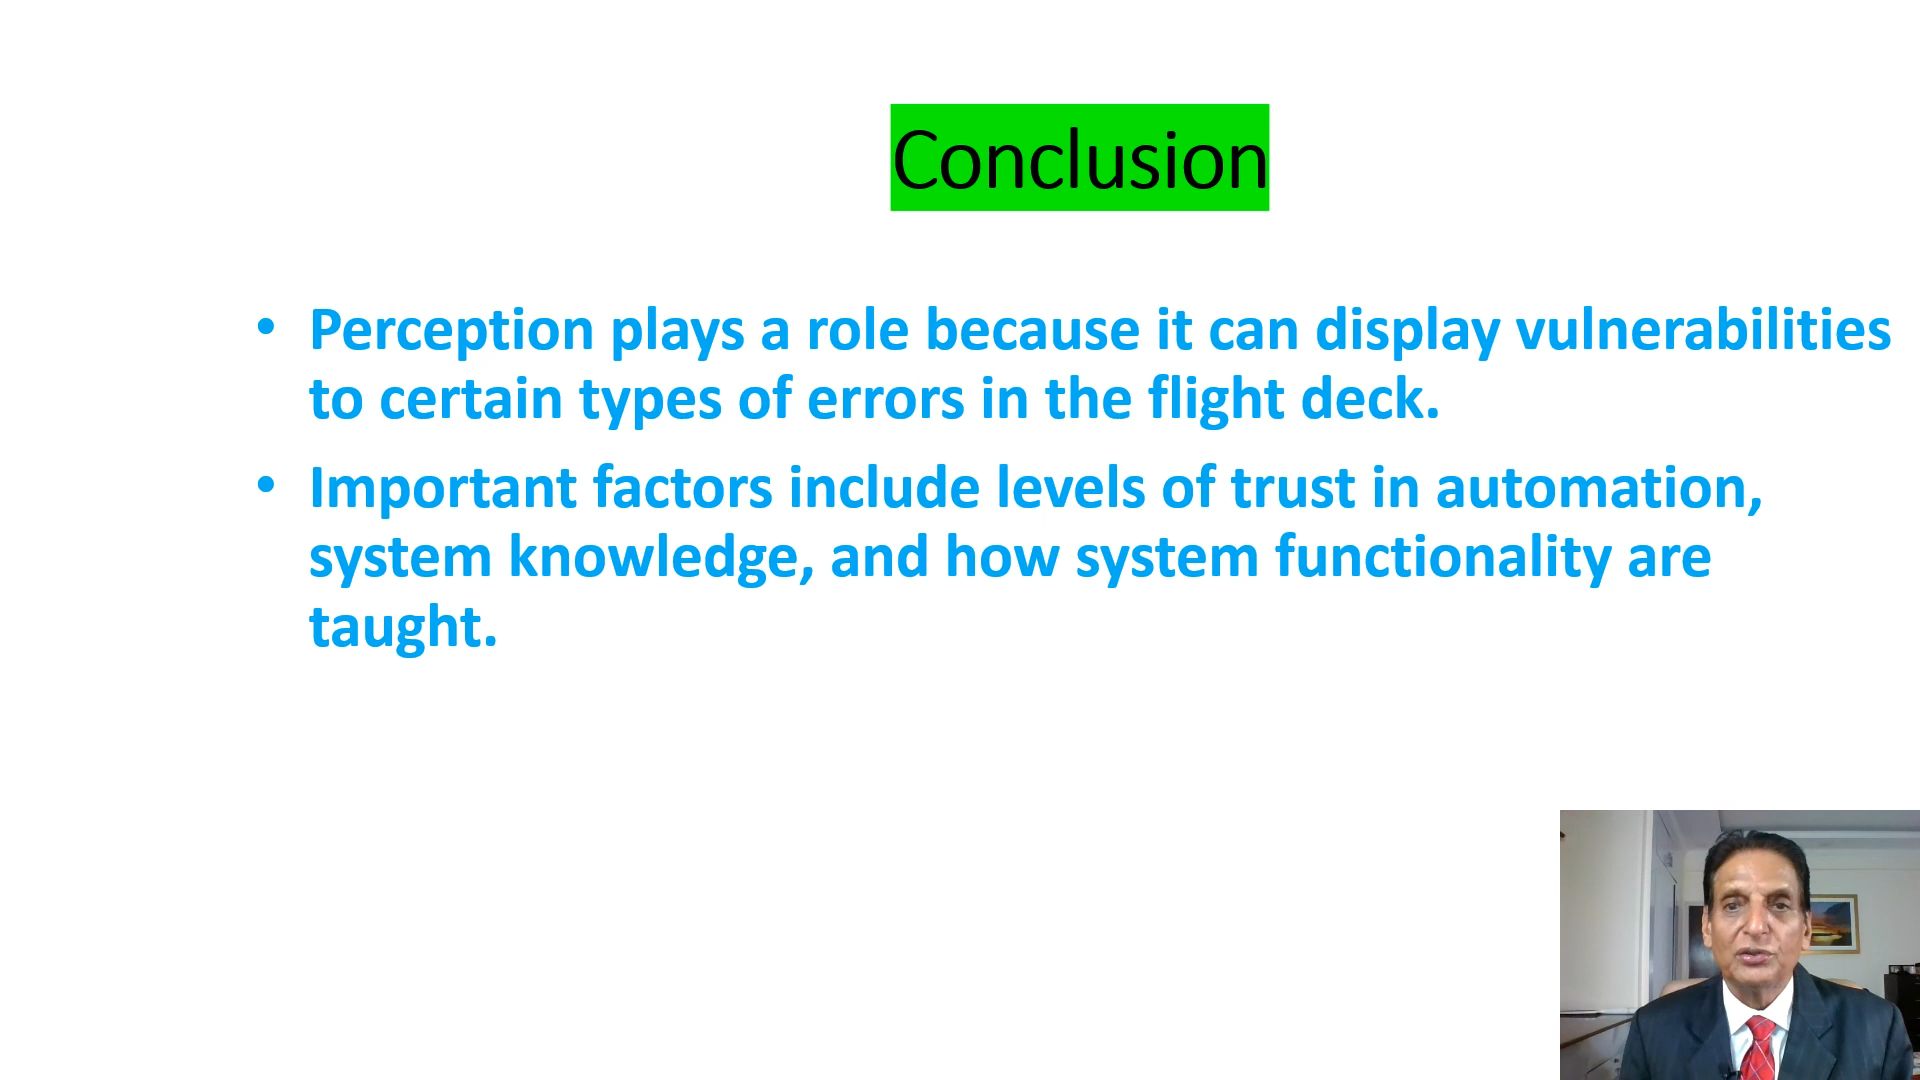 Conclusion
• Perception plays a role because it can display vulnerabilities
to certain types of errors in the flight deck.
• Important factors include levels of trust in automation,
system knowledge, and how system functionality are
taught.